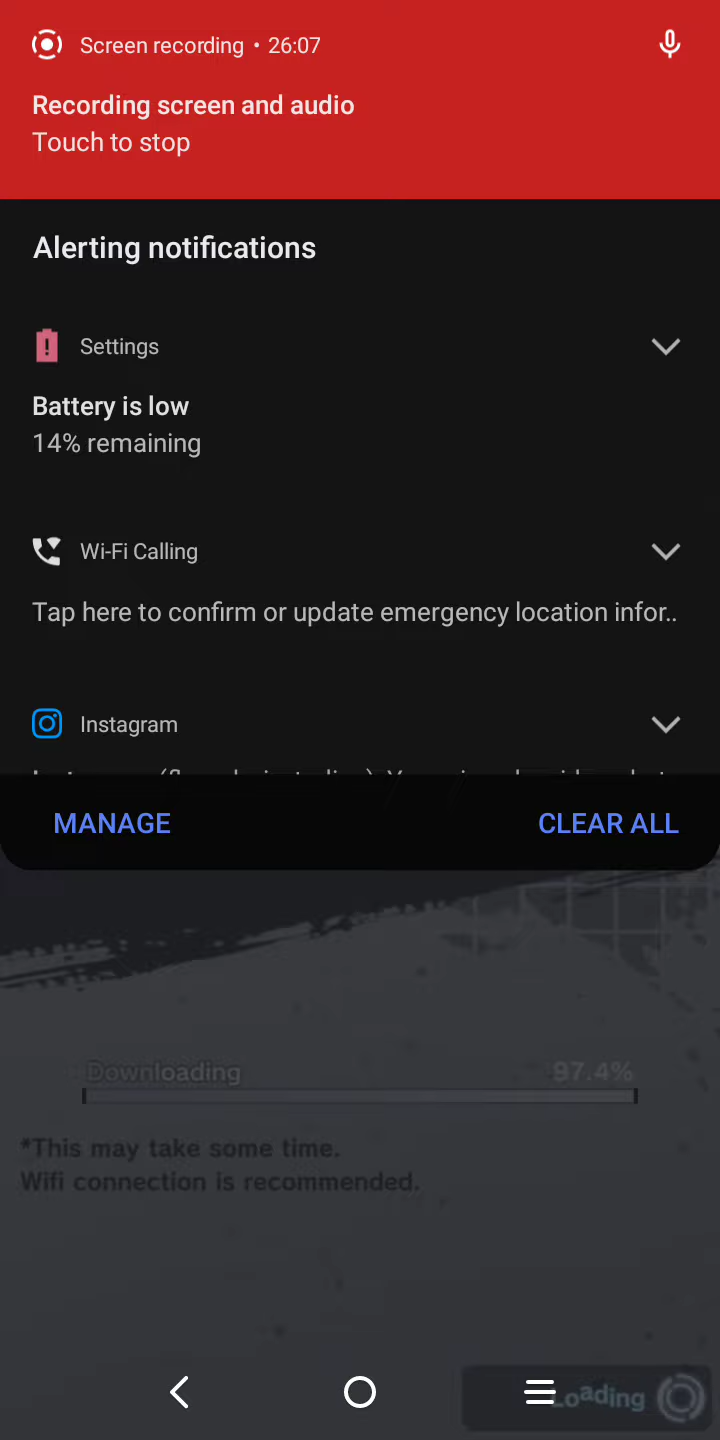 Screen recording • 26:07
Recording screen and audio
Touch to stop
Alerting notifications
Settings
Battery is low
14% remaining
Wi-Fi Calling
Tap here to confirm or update emergency location infor..
Instagram
MANAGE
CLEAR ALL
Downloading
97.4%
*This may take some time.
Wifi connection is recommended.
Loading